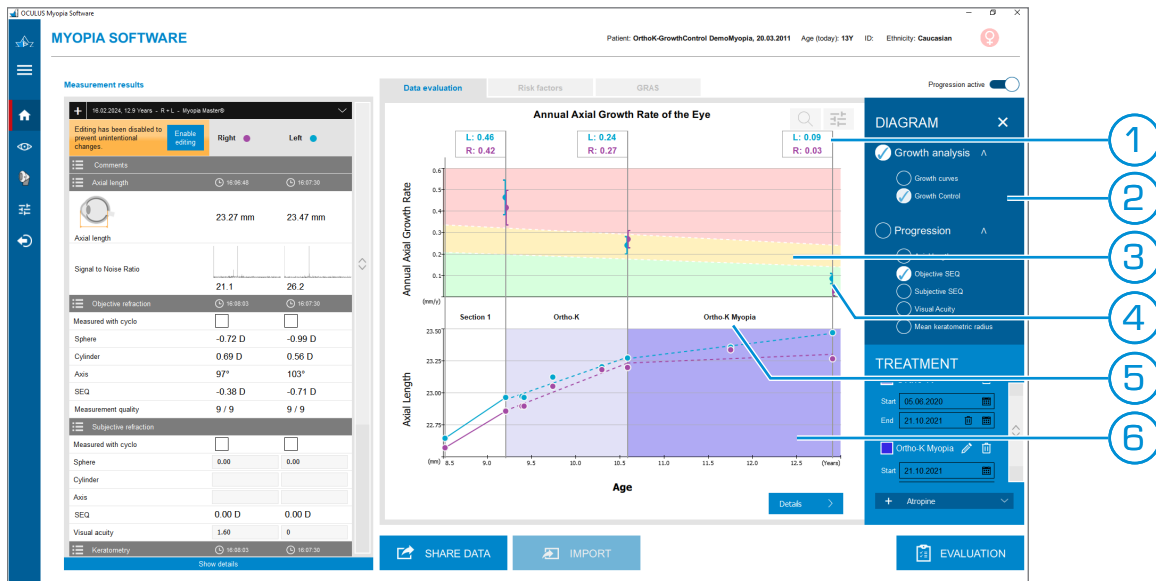 OCULUS Myopia Software
MYOPIA SOFTWARE
Patient: OrthoK-GrowthControl DemoMyopia, 20.03.2011 Age (today): 13Y ID: Ethnicity: Caucasian
Measurement results
Data evaluation Risk factors GRAS
Progression active
16.02.2024, 12.9 Years - R + L - Myopia Master®
Editing has been disabled to prevent unintentional changes.
Enable editing
Right Left
Comments
Axial length 16:06:48 16:07:30
23.27 mm 23.47 mm
Axial length
Signal to Noise Ratio
21.1 26.2
Objective refraction 16:08:03 16:07:30
Measured with cyclo
Sphere -0.72 D -0.99 D
Cylinder 0.69 D 0.56 D
Axis 97° 103°
SEQ -0.38 D -0.71 D
Measurement quality 9 / 9 9 / 9
Subjective refraction
Measured with cyclo
Sphere 0.00 0.00
Cylinder
Axis
SEQ 0.00 D 0.00 D
Visual acuity 1.60 0
Keratometry 16:08:03 16:07:30
Show details
Annual Axial Growth Rate of the Eye
L: 0.46 L: 0.24 L: 0.09
R: 0.42 R: 0.27 R: 0.03
Annual Axial Growth Rate
0.6
0.5
0.4
0.3
0.2
0.1
(mm/y)
Section 1 Ortho-K Ortho-K Myopia
Axial Length
23.50
23.25
23.00
22.75
(mm) 8.5 9.0 9.5 10.0 10.5 11.0 11.5 12.0 12.5 (Years)
Age
Details
SHARE DATA IMPORT EVALUATION
DIAGRAM
Growth analysis
Growth curves
Growth Control
Progression
Objective SEQ
Subjective SEQ
Visual Acuity
Mean keratometric radius
TREATMENT
Start 05.06.2020
End 21.10.2021
Ortho-K Myopia
Start 21.10.2021
+ Atropine
1
2
3
4
5
6